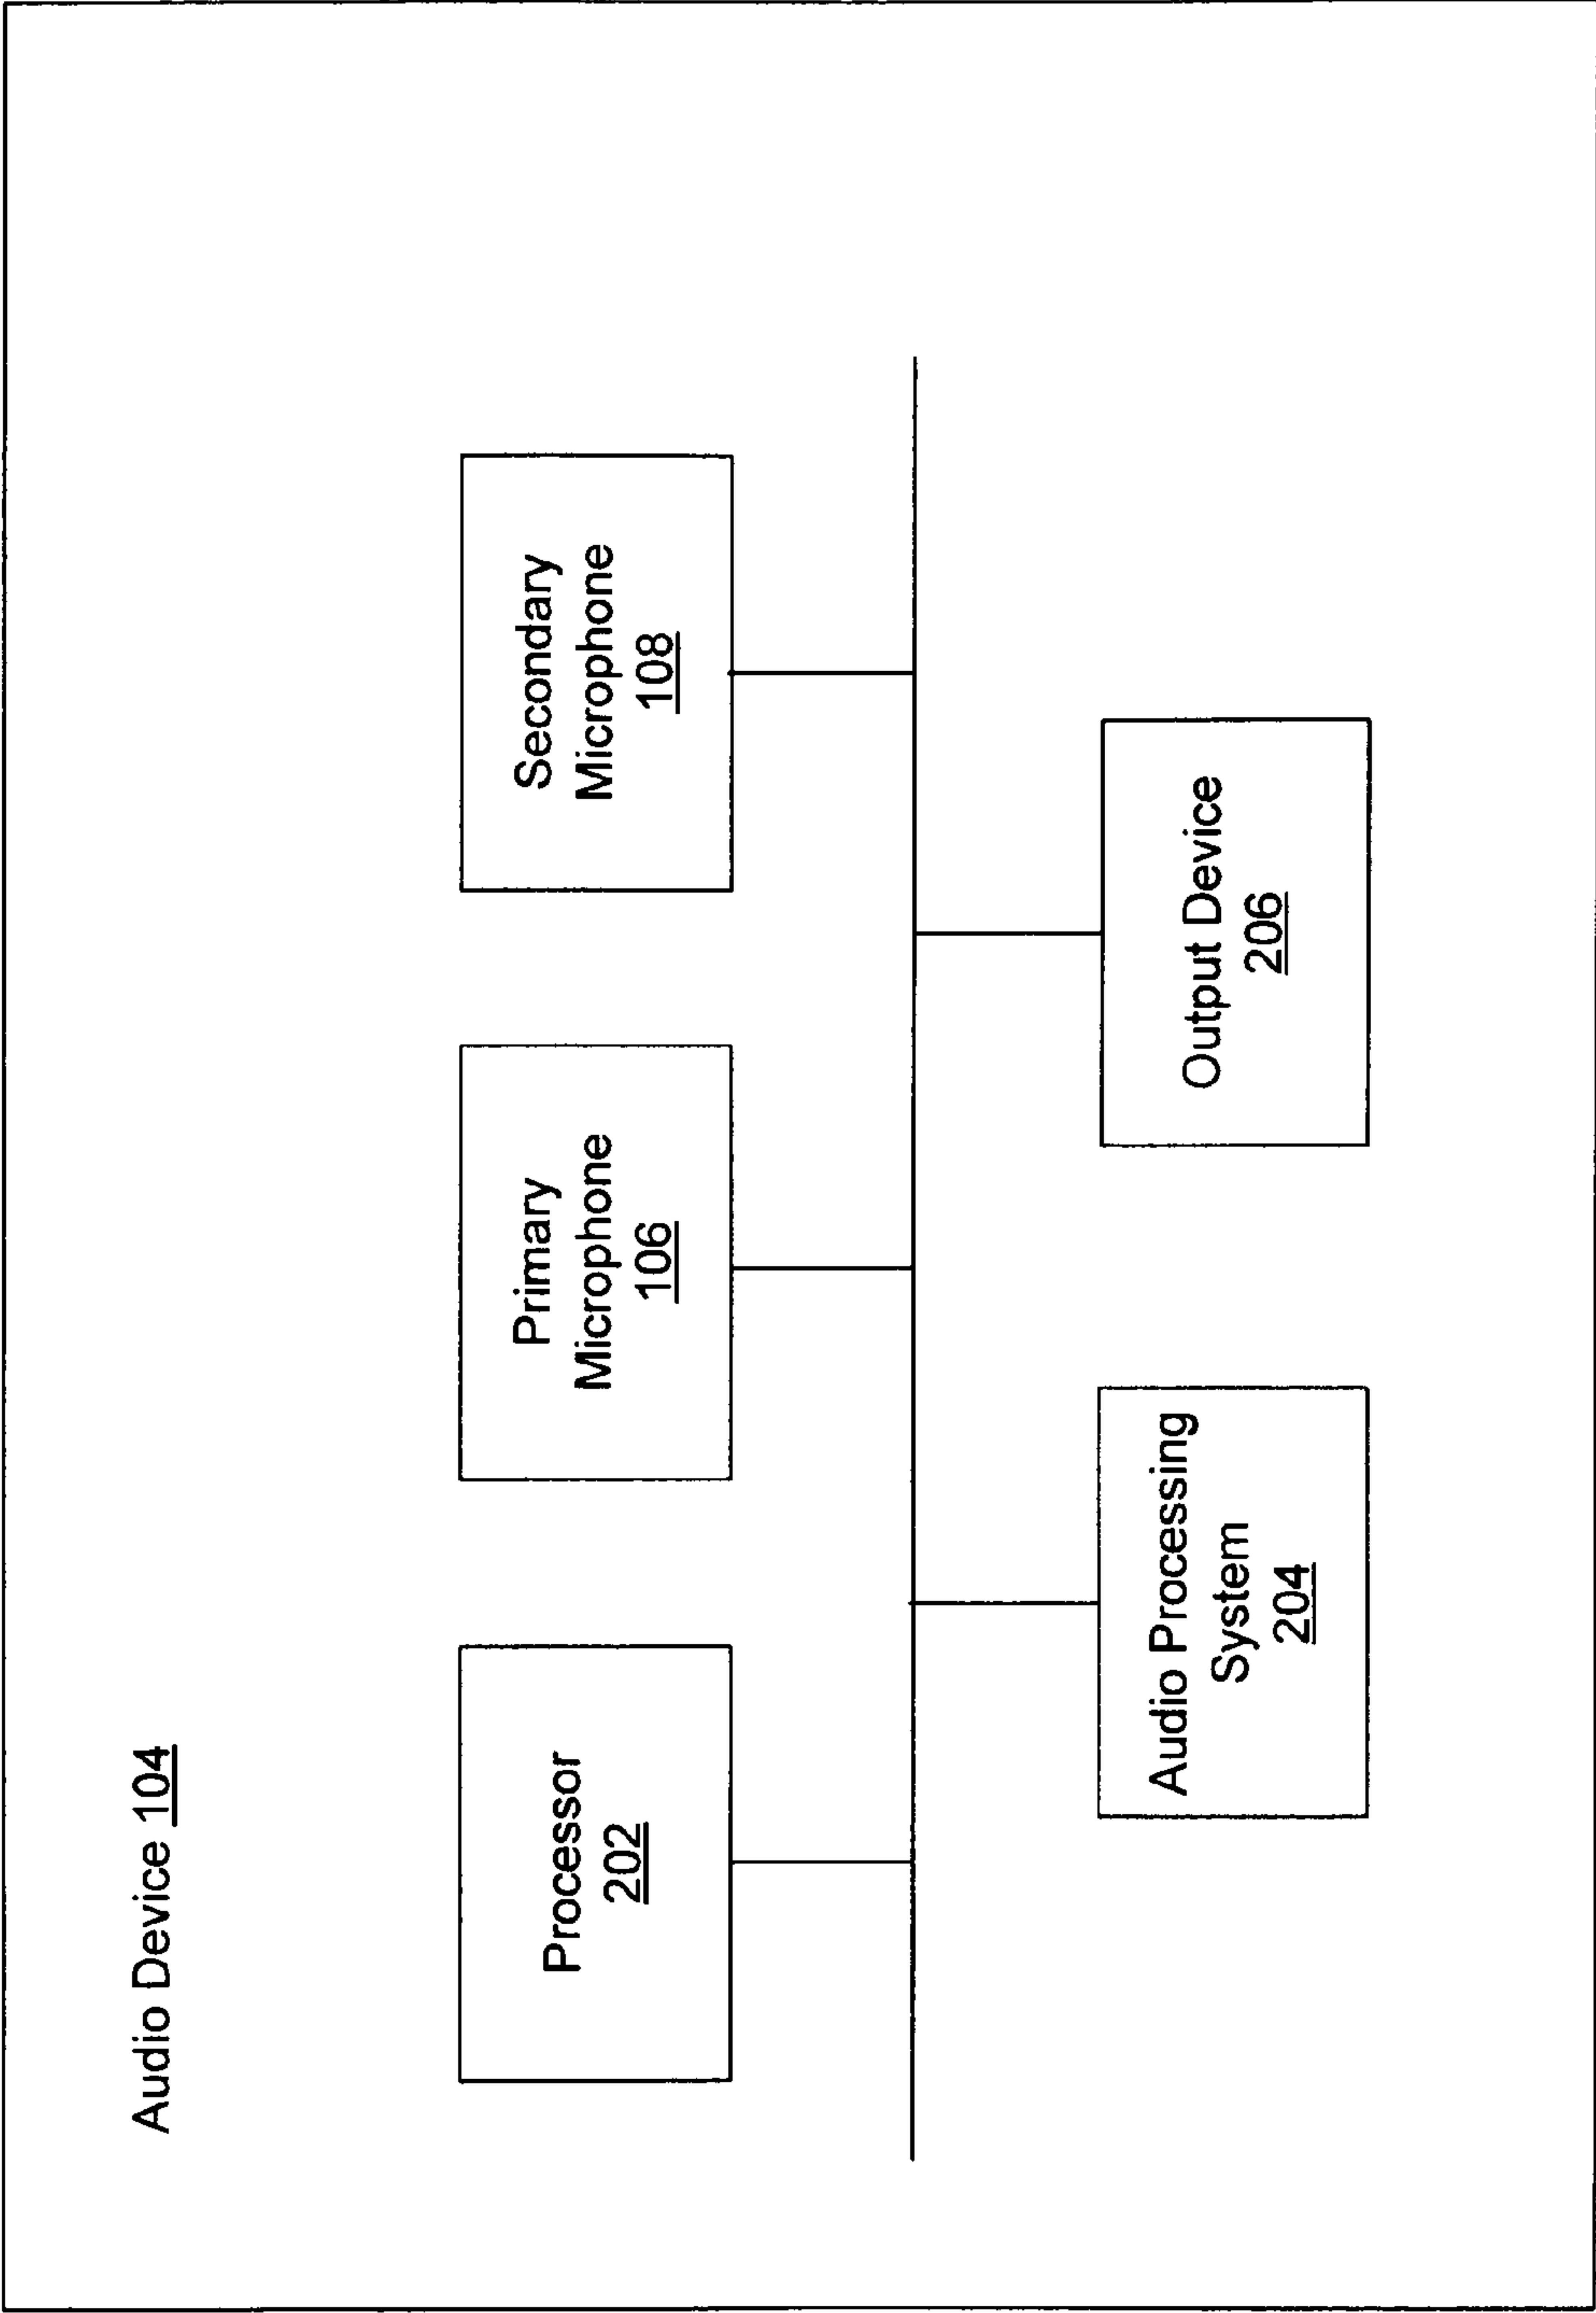 Audio Device 104
Processor
202
Primary
Microphone
106
Secondary
Microphone
108
Audio Processing
System
204
Output Device
206